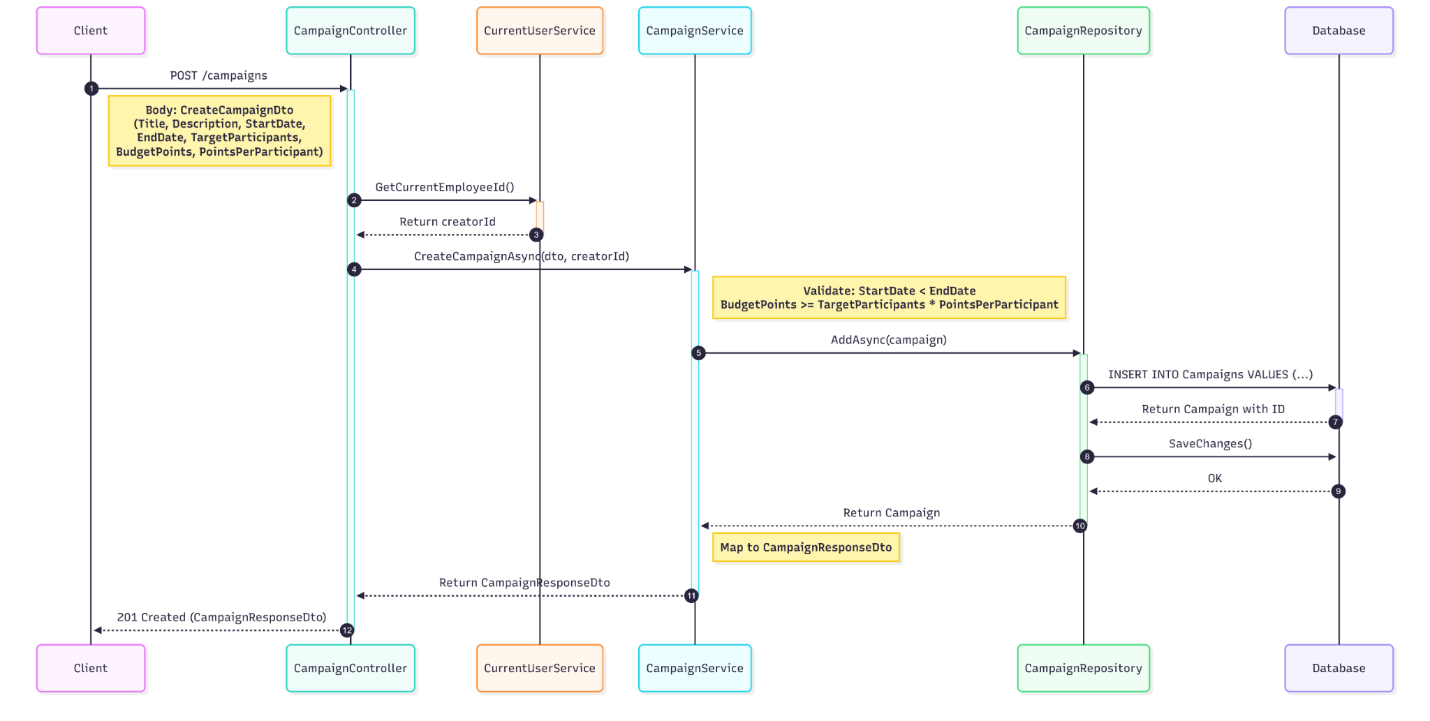 Client
CampaignController
CurrentUserService
CampaignService
CampaignRepository
Database
POST /campaigns
1
Body: CreateCampaignDto
(Title, Description, StartDate,
EndDate, TargetParticipants,
BudgetPoints, PointsPerParticipant)
GetCurrentEmployeeId()
2
Return creatorId
3
CreateCampaignAsync(dto, creatorId)
4
Validate: StartDate < EndDate
BudgetPoints >= TargetParticipants * PointsPerParticipant
AddAsync(campaign)
5
INSERT INTO Campaigns VALUES (...)
6
Return Campaign with ID
7
SaveChanges()
8
OK
9
Return Campaign
10
Map to CampaignResponseDto
Return CampaignResponseDto
11
201 Created (CampaignResponseDto)
12
Client
CampaignController
CurrentUserService
CampaignService
CampaignRepository
Database